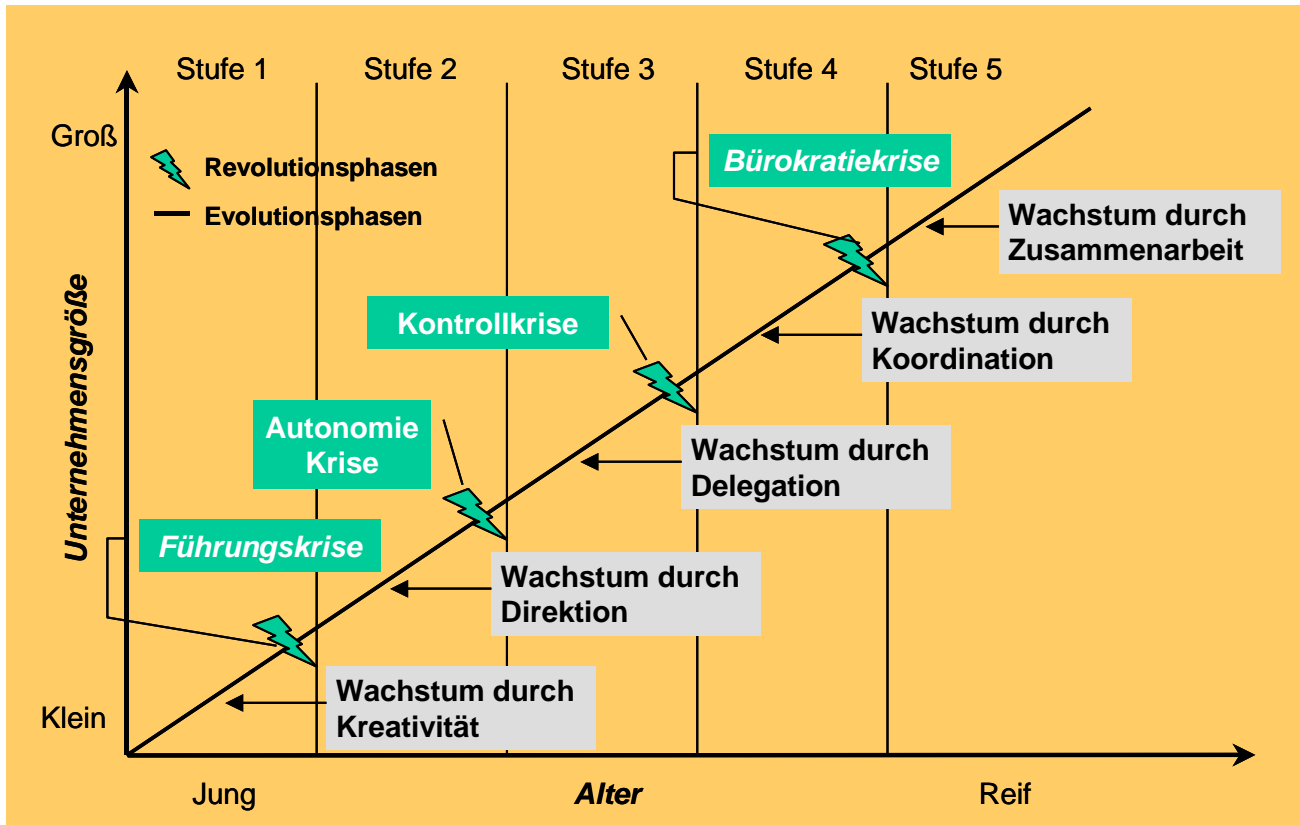 Stufe 1
Stufe 2
Stufe 3
Stufe 4
Stufe 5
Groß
Revolutionsphasen
Evolutionsphasen
Bürokratiekrise
Wachstum durch
Zusammenarbeit
Kontrollkrise
Wachstum durch
Koordination
Unternehmensgröße
Autonomie
Krise
Wachstum durch
Delegation
Führungskrise
Wachstum durch
Direktion
Wachstum durch
Kreativität
Klein
Jung
Alter
Reif